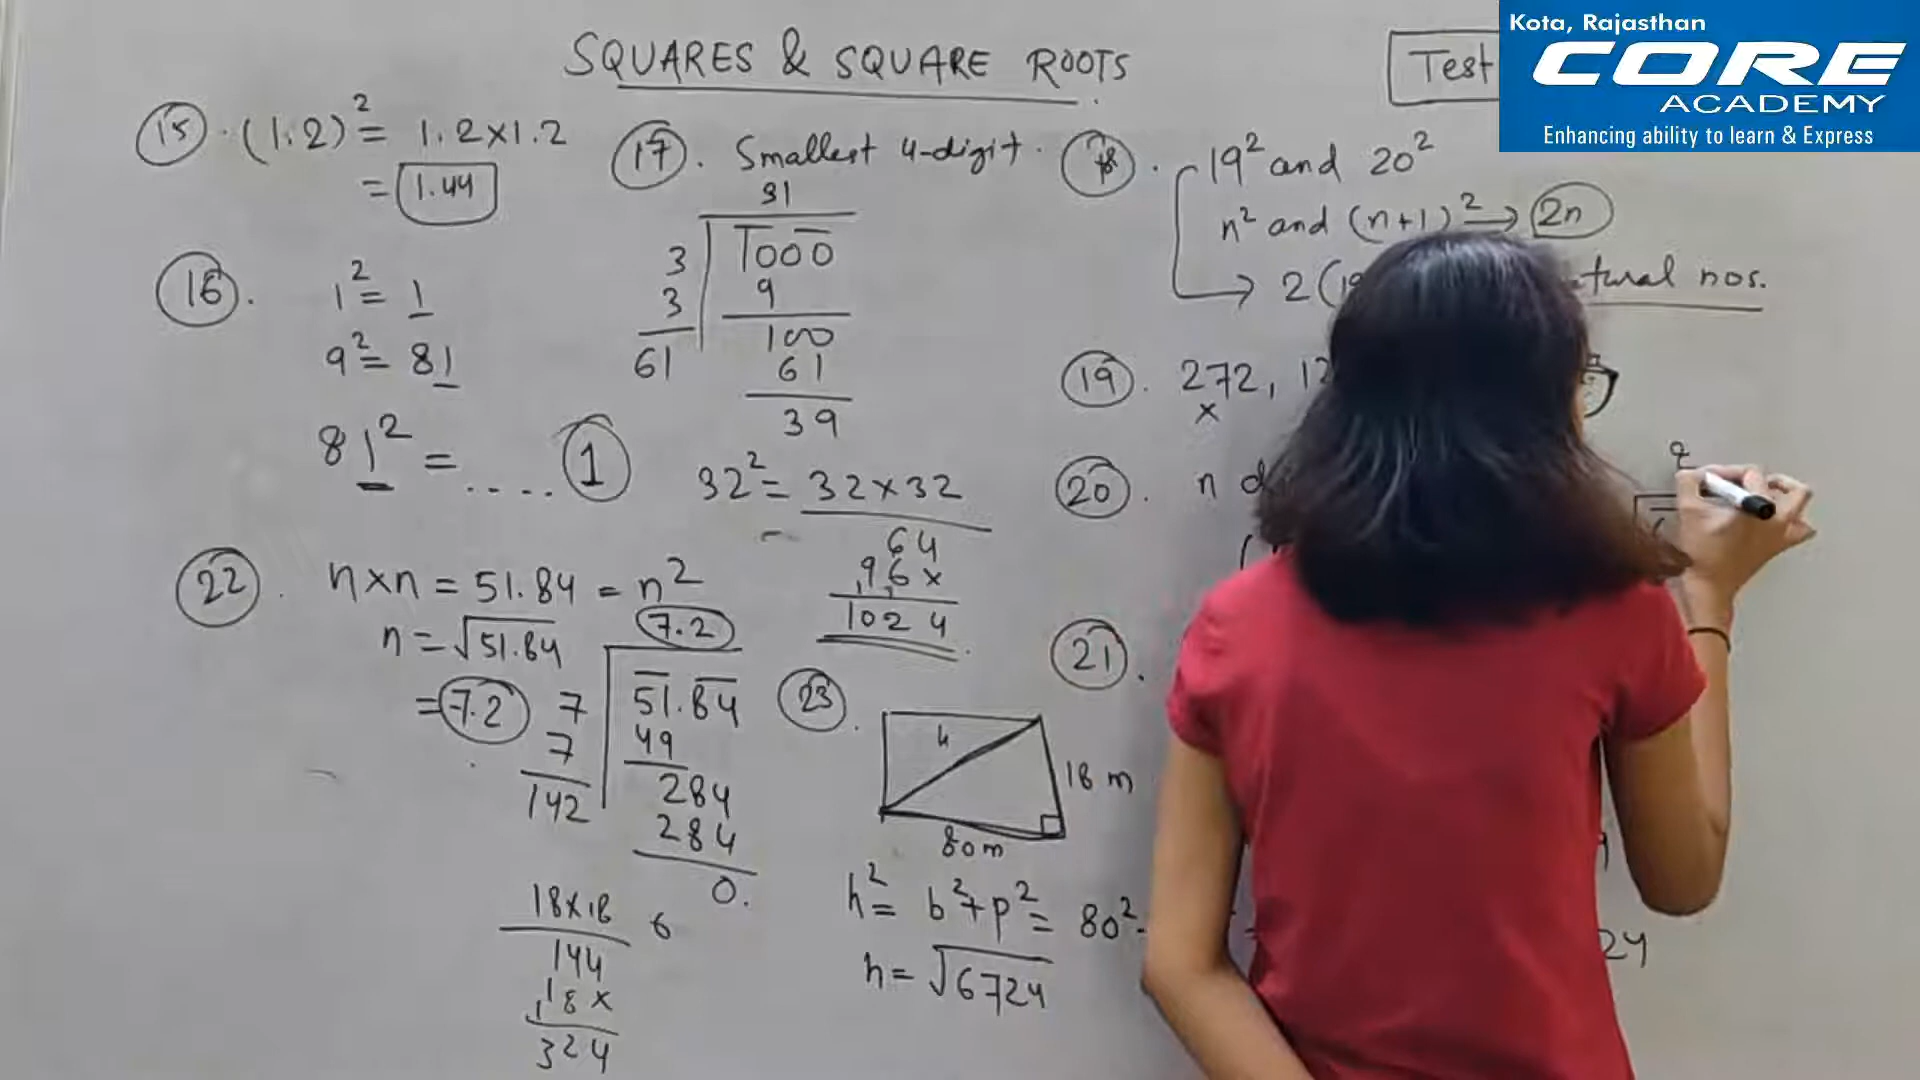 Kota, Rajasthan
CORE
ACADEMY
Enhancing ability to learn & Express
SQUARES & SQUARE ROOTS
Test
15. (1.2)² = 1.2×1.2
= 1.44
16. 1² = 1
9² = 81
81² = ..... 1
17. Smallest 4-digit.
31
3 1000
3 9
100
61 61
39
32² = 32×32
64
96×
1024
18. 19² and 20²
n² and (n+1)² → 2n
→ 2(19 nos.
19. 272, 12
×
20. n
21.
22. n×n = 51.84 = n²
n = √51.84
= 7.2
7.2
7 51.84
7 49
142 284
284
0.
18×18 6
144
18×
324
23.
4
18 m
80m
h² = b²+p² = 80²
h = √6724
24